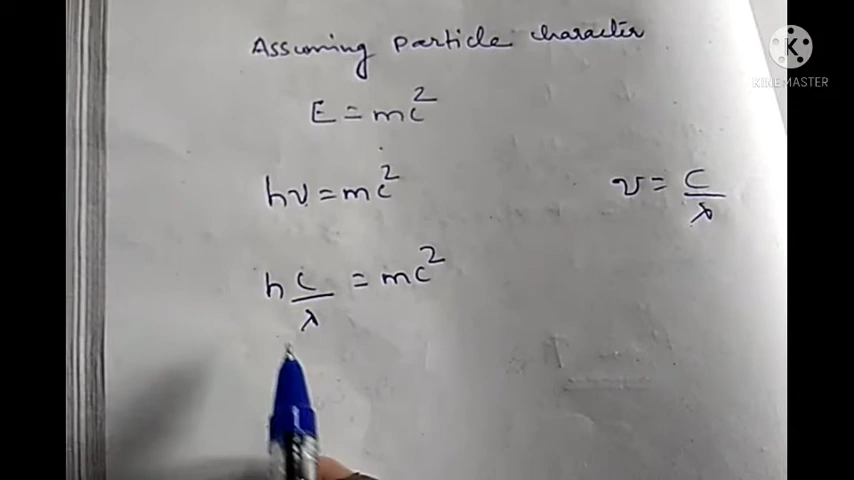 Assuming particle character
E = mc²
hν = mc²
ν = c/λ
h c/λ = mc²
K
KINEMASTER